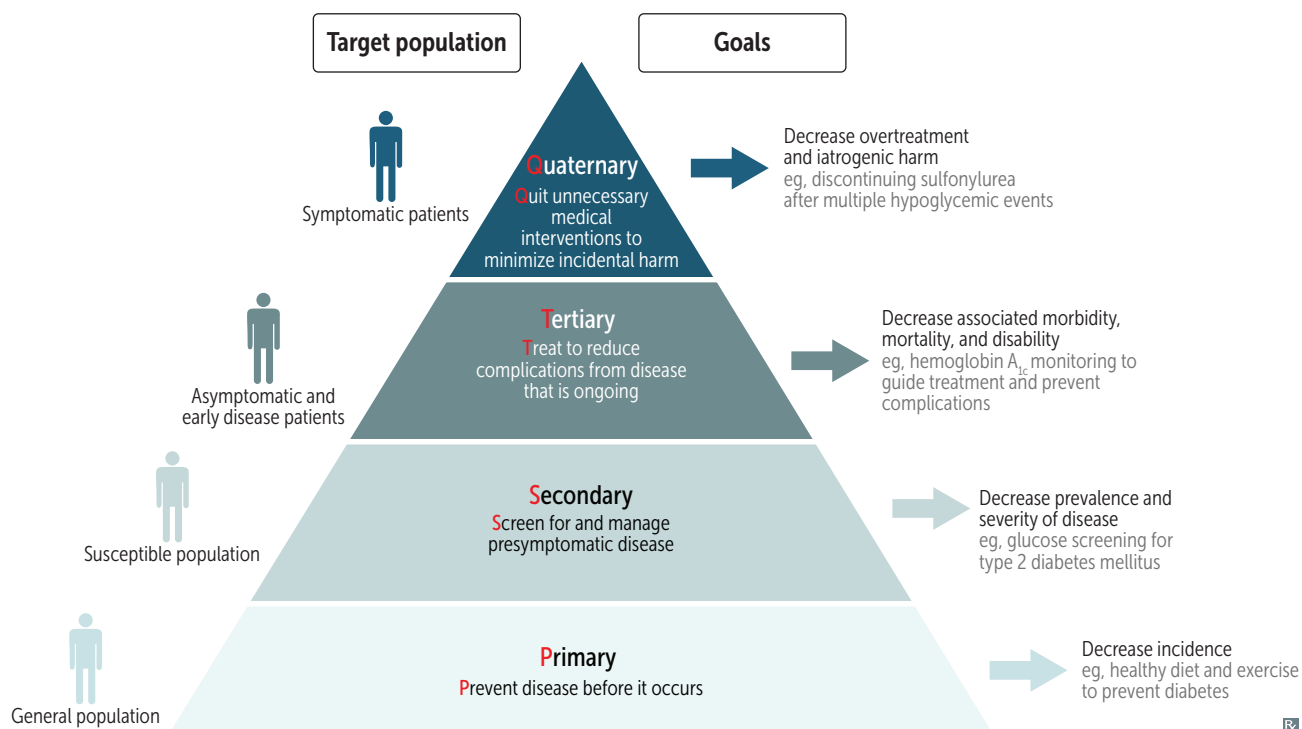 Target population
Goals
Symptomatic patients
Quaternary
Quit unnecessary
medical
interventions to
minimize incidental harm
Decrease overtreatment
and iatrogenic harm
eg, discontinuing sulfonylurea
after multiple hypoglycemic events
Asymptomatic and
early disease patients
Tertiary
Treat to reduce
complications from disease
that is ongoing
Decrease associated morbidity,
mortality, and disability
eg, hemoglobin A1c monitoring to
guide treatment and prevent
complications
Susceptible population
Secondary
Screen for and manage
presymptomatic disease
Decrease prevalence and
severity of disease
eg, glucose screening for
type 2 diabetes mellitus
General population
Primary
Prevent disease before it occurs
Decrease incidence
eg, healthy diet and exercise
to prevent diabetes
℞